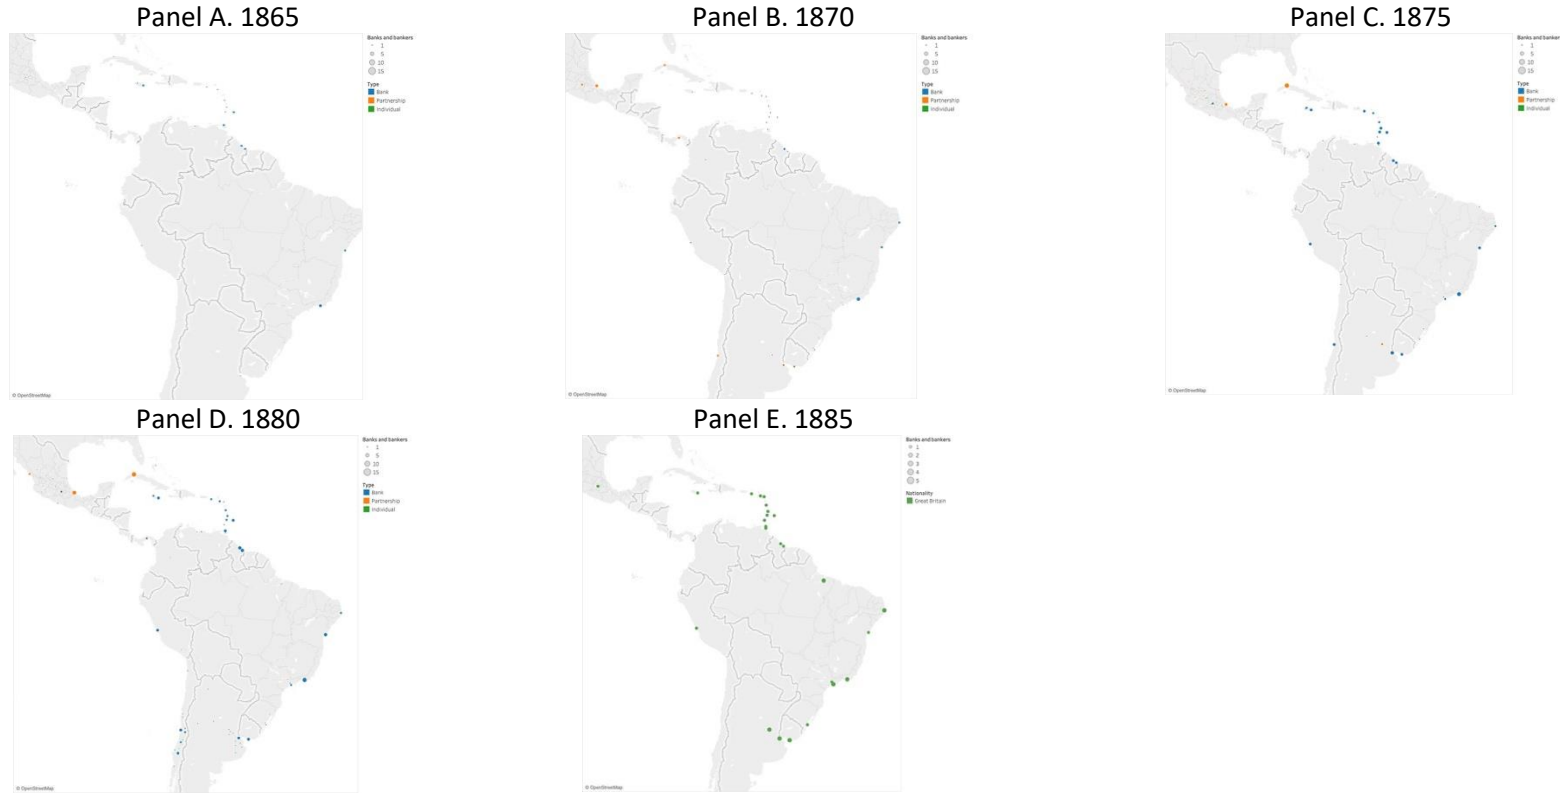 Panel A. 1865
Banks and bankers
1
5
10
15
Type
Bank
Partnership
Individual
© OpenStreetMap
Panel B. 1870
Banks and bankers
1
5
10
15
Type
Bank
Partnership
Individual
© OpenStreetMap
Panel C. 1875
Banks and banker
1
5
10
15
Type
Bank
Partnership
Individual
© OpenStreetMap
Panel D. 1880
Banks and bankers
1
5
10
15
Type
Bank
Partnership
Individual
© OpenStreetMap
Panel E. 1885
Banks and bankers
1
2
3
4
5
Nationality
Great Britain
© OpenStreetMap